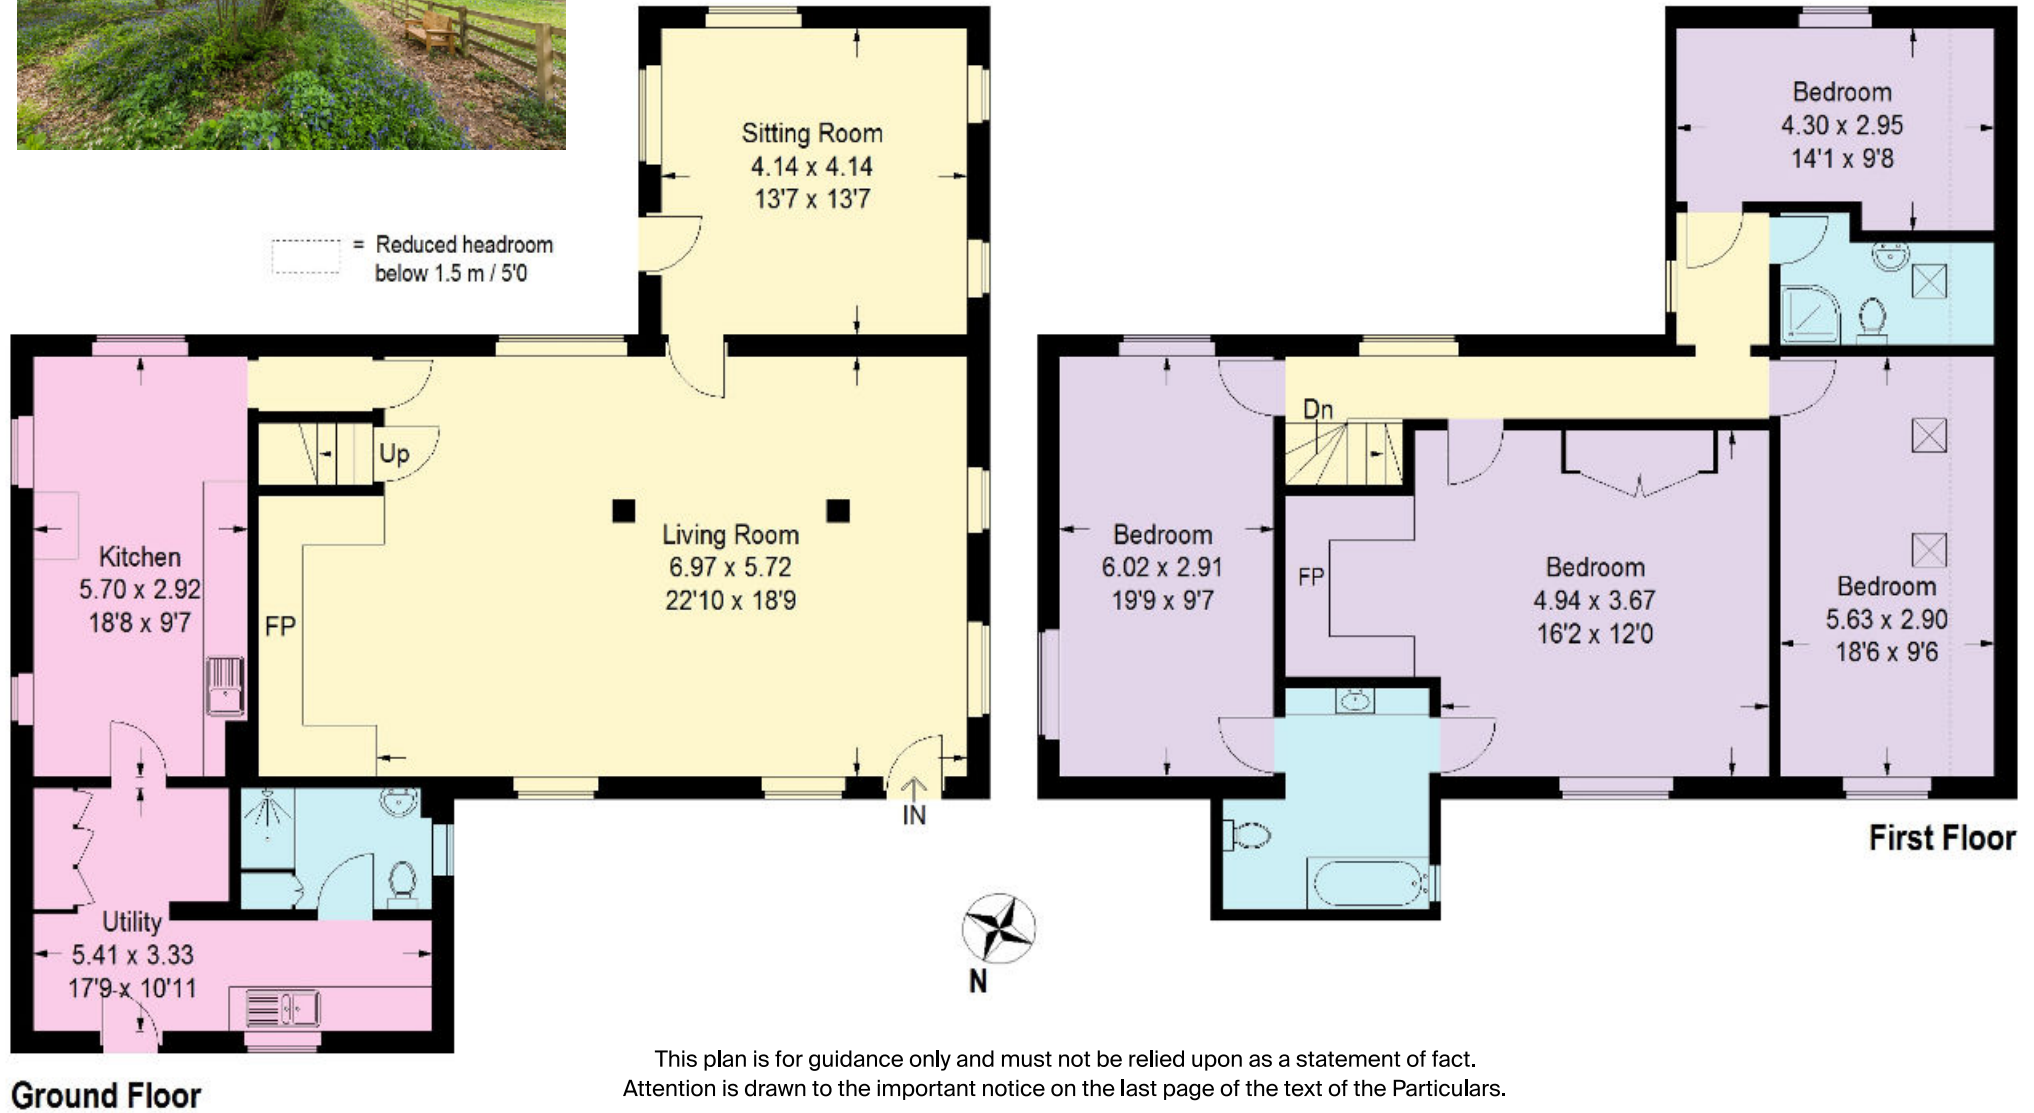 = Reduced headroom
below 1.5 m / 5'0
Sitting Room
4.14 x 4.14
13'7 x 13'7
Up
Kitchen
5.70 x 2.92
18'8 x 9'7
FP
Living Room
6.97 x 5.72
22'10 x 18'9
IN
Utility
5.41 x 3.33
17'9 x 10'11
Ground Floor
Bedroom
4.30 x 2.95
14'1 x 9'8
Dn
Bedroom
6.02 x 2.91
19'9 x 9'7
FP
Bedroom
4.94 x 3.67
16'2 x 12'0
Bedroom
5.63 x 2.90
18'6 x 9'6
First Floor
N
This plan is for guidance only and must not be relied upon as a statement of fact.
Attention is drawn to the important notice on the last page of the text of the Particulars.